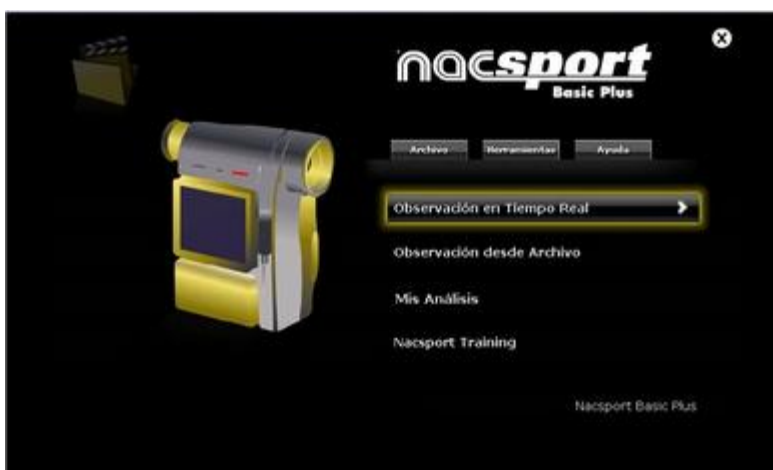 nacsport
Basic Plus
Archivo Herramientas Ayuda
Observación en Tiempo Real
Observación desde Archivo
Mis Análisis
Nacsport Training
Nacsport Basic Plus